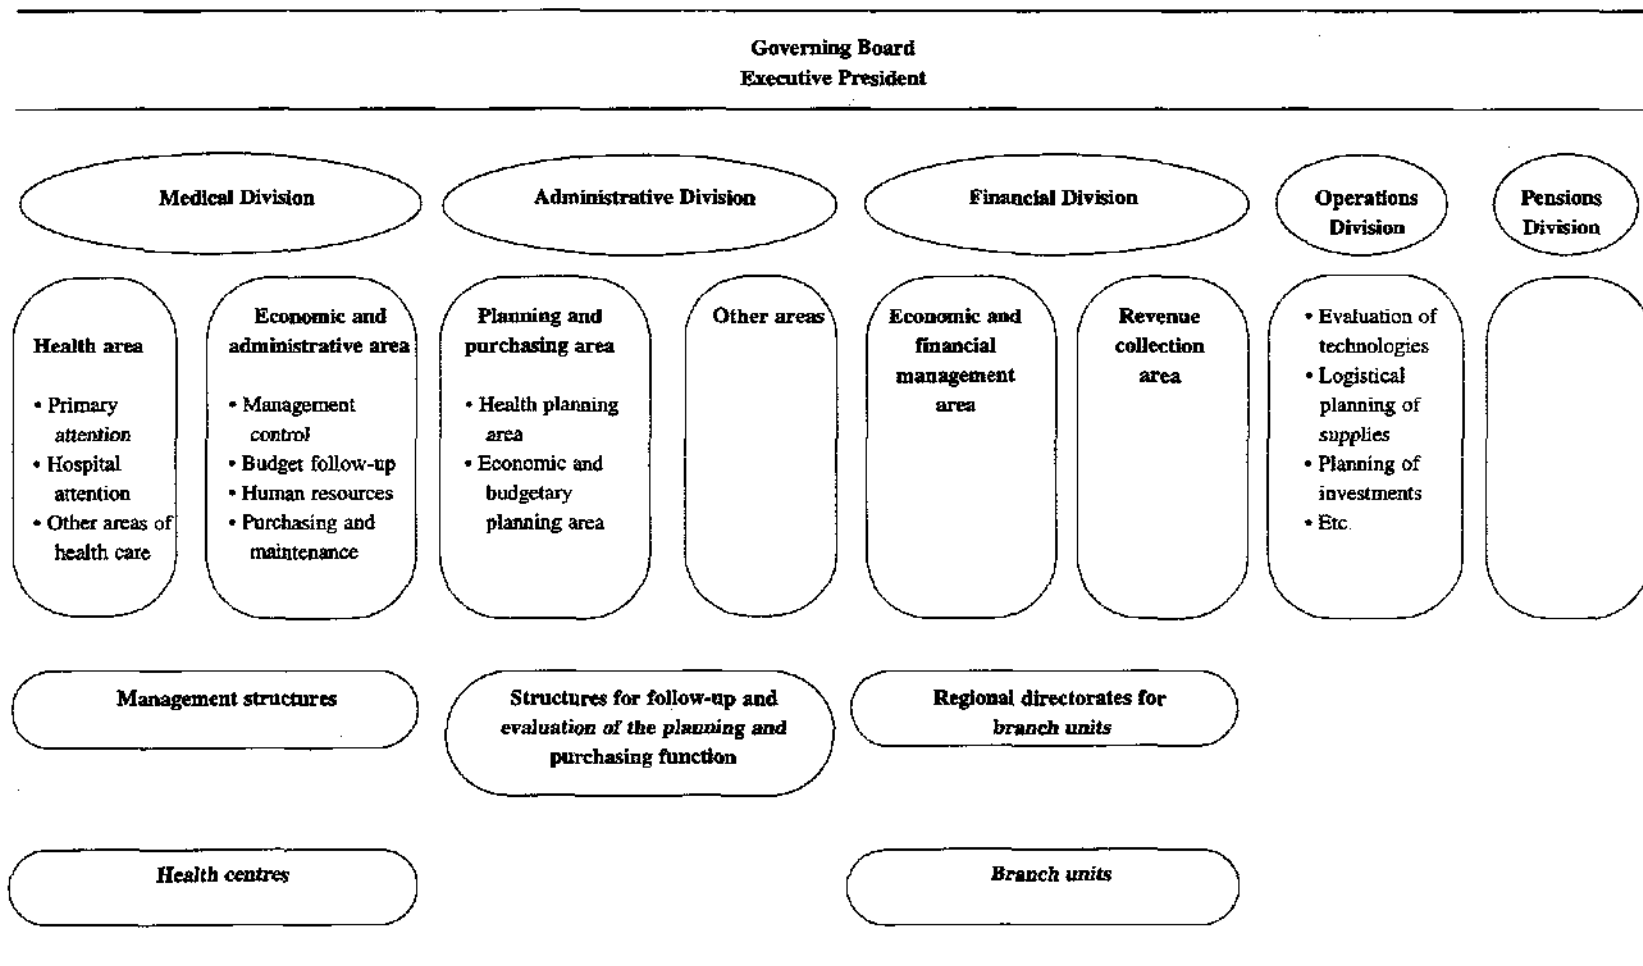 Governing Board
Executive President
Medical Division
Administrative Division
Financial Division
Operations
Division
Pensions
Division
Health area
• Primary
attention
• Hospital
attention
• Other areas of
health care
Economic and
administrative area
• Management
control
• Budget follow-up
• Human resources
• Purchasing and
maintenance
Planning and
purchasing area
• Health planning
area
• Economic and
budgetary
planning area
Other areas
Economic and
financial
management
area
Revenue
collection
area
• Evaluation of
technologies
• Logistical
planning of
supplies
• Planning of
investments
• Etc.
Management structures
Structures for follow-up and
evaluation of the planning and
purchasing function
Regional directorates for
branch units
Health centres
Branch units